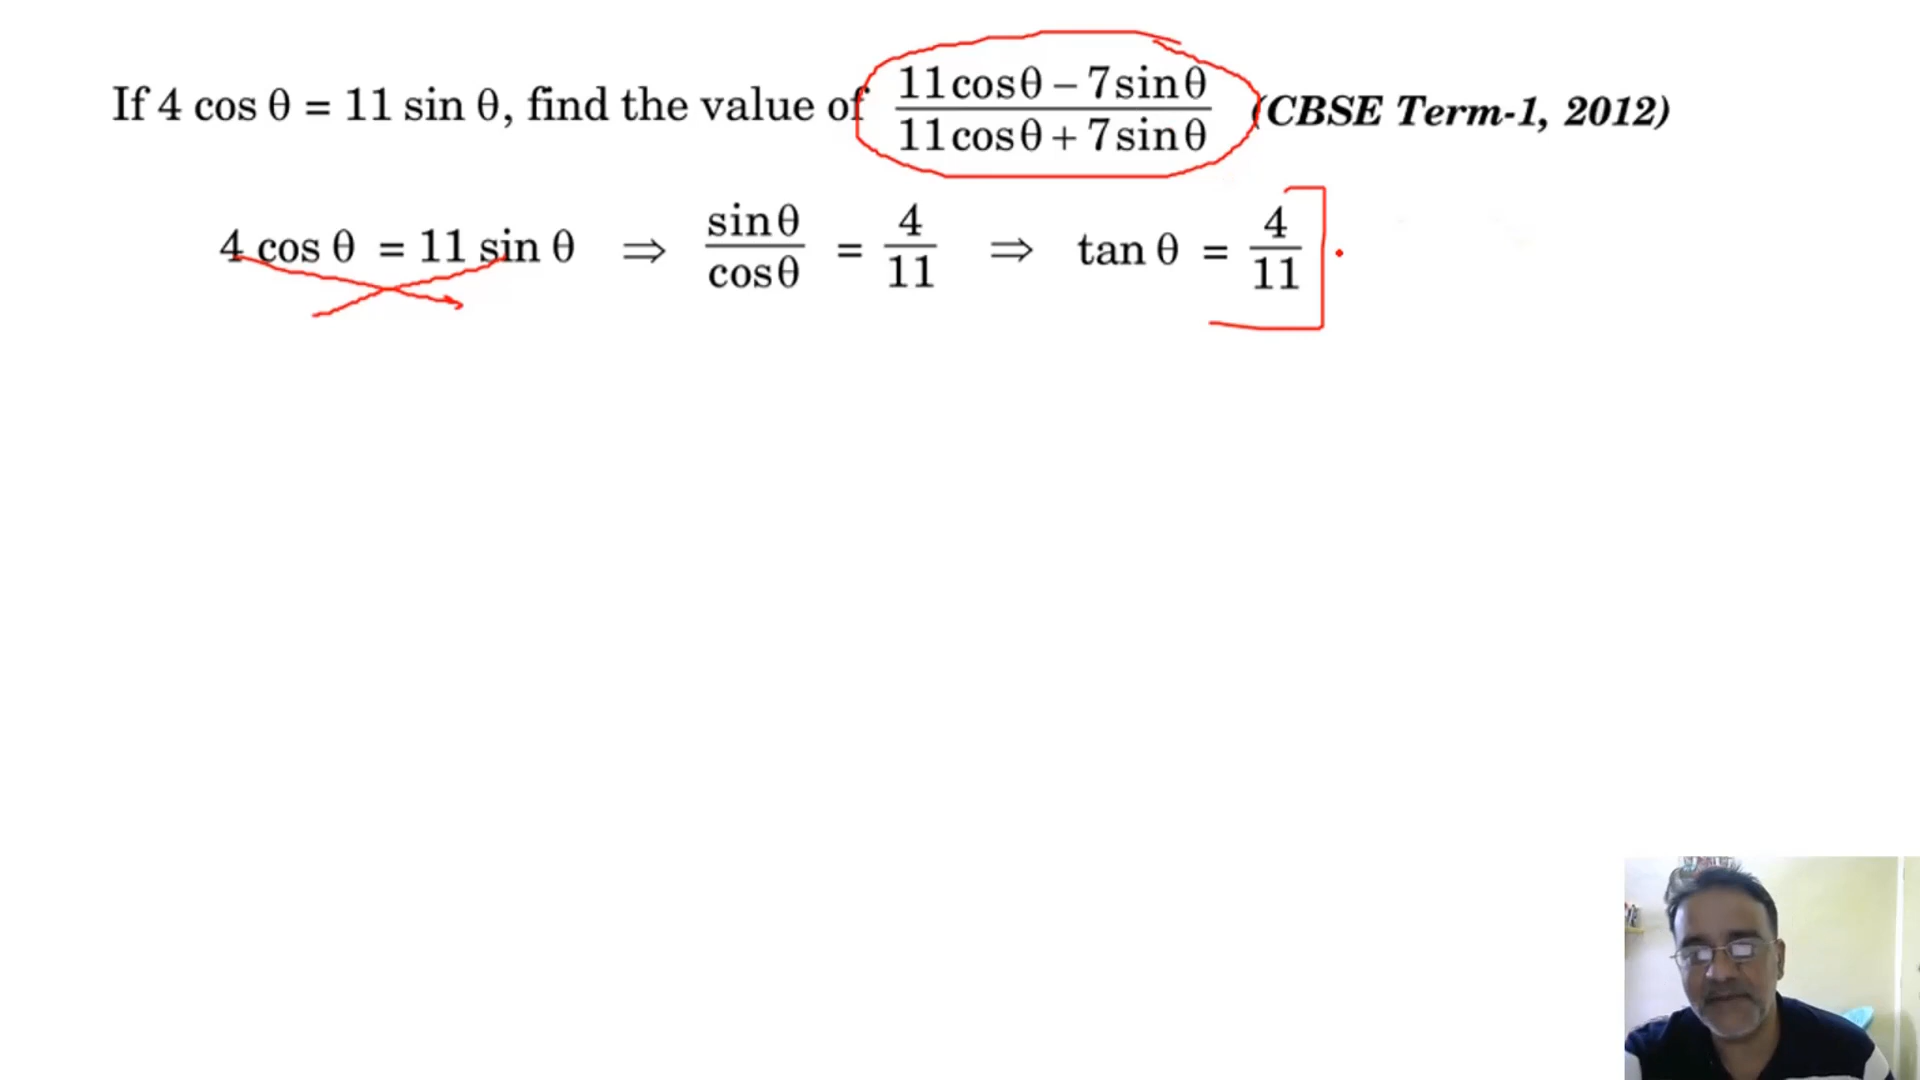 If 4 cos θ = 11 sin θ, find the value of (11cosθ – 7sinθ)/(11cosθ + 7sinθ) (CBSE Term-1, 2012)
4 cos θ = 11 sin θ ⇒ sinθ/cosθ = 4/11 ⇒ tan θ = 4/11